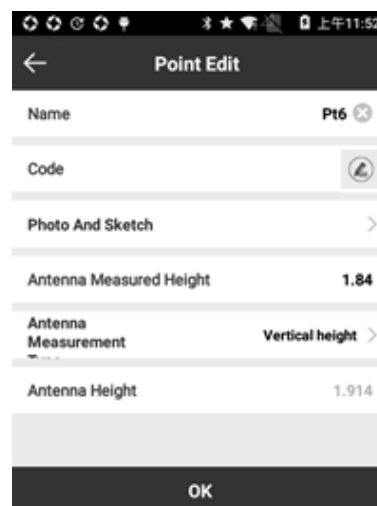 上午11:52
Point Edit
Name
Pt6
Code
Photo And Sketch
Antenna Measured Height
1.84
Antenna
Measurement
Vertical height
Antenna Height
1.914
OK